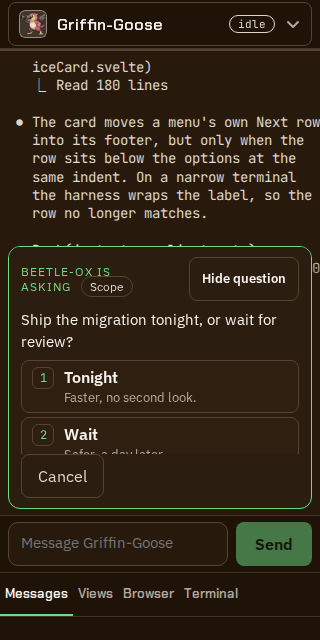 Griffin-Goose
idle
iceCard.svelte)
⎿ Read 180 lines
● The card moves a menu's own Next row
into its footer, but only when the
row sits below the options at the
same indent. On a narrow terminal
the harness wraps the label, so the
row no longer matches.
BEETLE-OX IS
ASKING
Scope
Hide question
Ship the migration tonight, or wait for
review?
1 Tonight
Faster, no second look.
2 Wait
Safer, a day later.
Cancel
Message Griffin-Goose
Send
Messages Views Browser Terminal